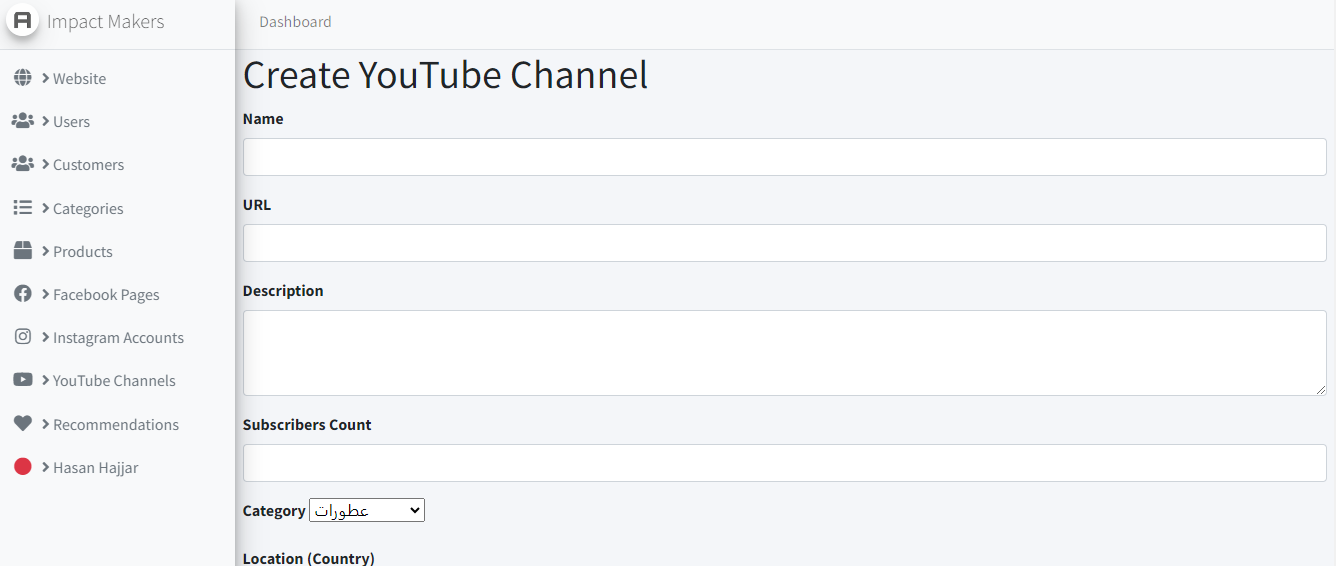 Impact Makers
Dashboard
Website
Users
Customers
Categories
Products
Facebook Pages
Instagram Accounts
YouTube Channels
Recommendations
Hasan Hajjar
Create YouTube Channel
Name
URL
Description
Subscribers Count
Category عطورات
Location (Country)